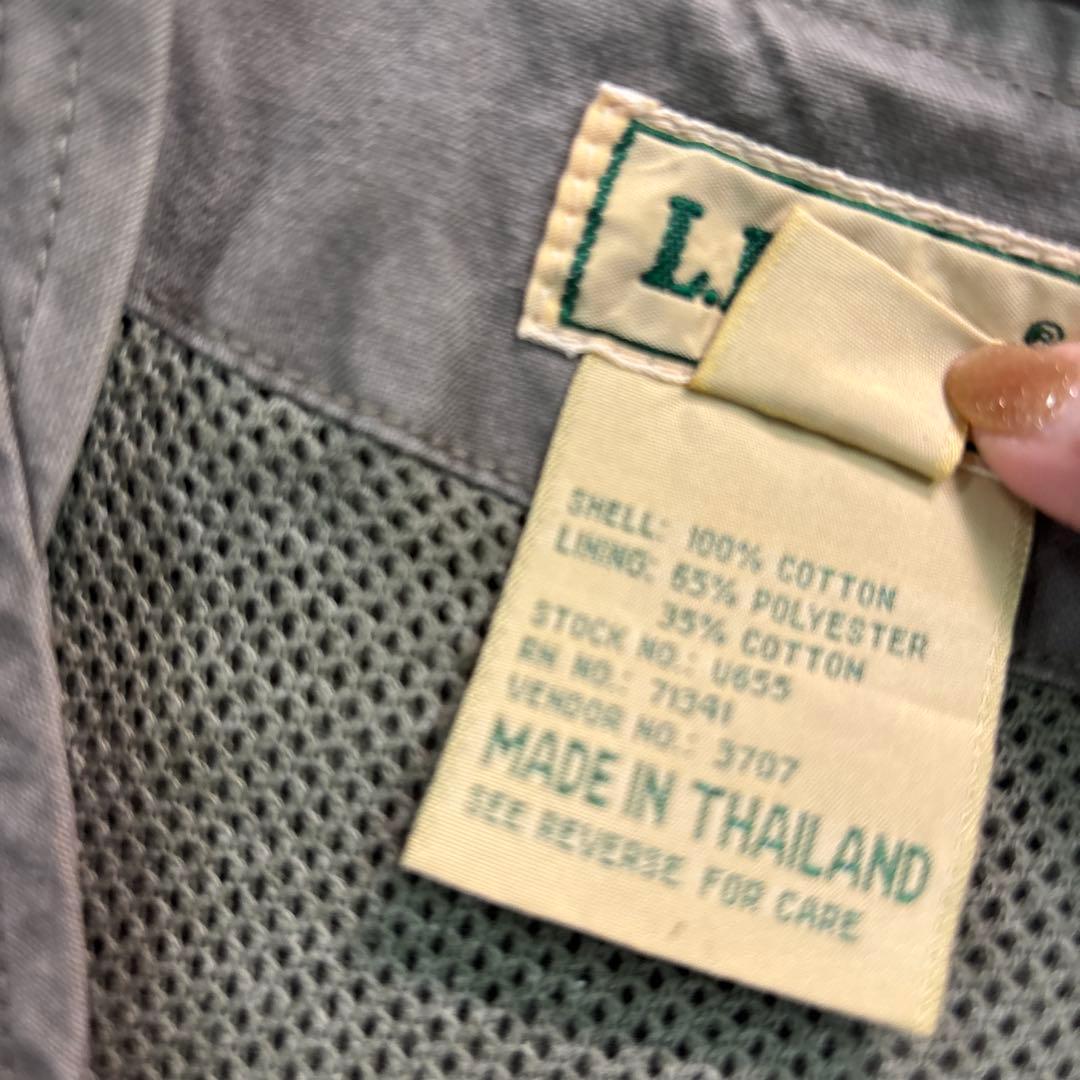 L.
®
SHELL: 100% COTTON
LINING: 65% POLYESTER
35% COTTON
STOCK NO.: U655
RN NO.: 71341
VENDOR NO.: 3707
MADE IN THAILAND
SEE REVERSE FOR CARE